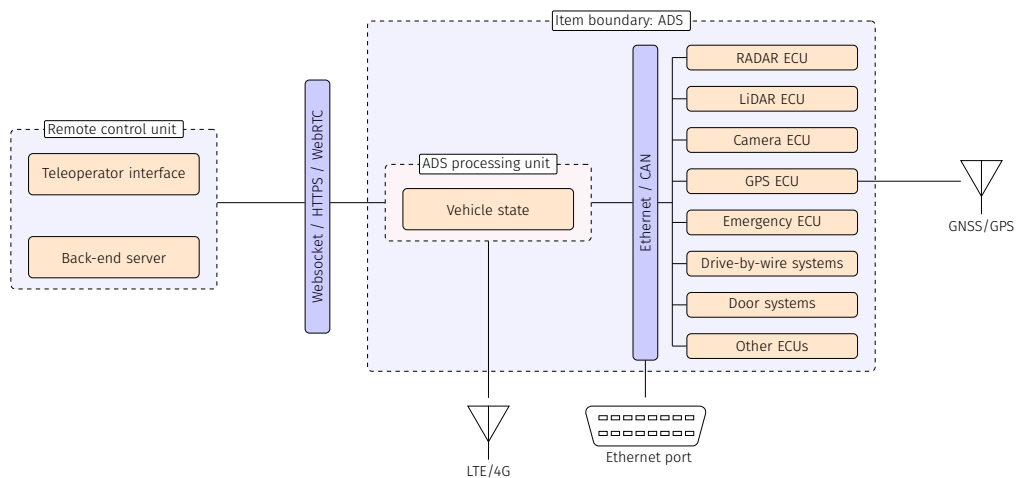 Item boundary: ADS
Remote control unit
Teleoperator interface
Back-end server
Websocket / HTTPS / WebRTC
ADS processing unit
Vehicle state
Ethernet / CAN
RADAR ECU
LiDAR ECU
Camera ECU
GPS ECU
Emergency ECU
Drive-by-wire systems
Door systems
Other ECUs
GNSS/GPS
LTE/4G
Ethernet port